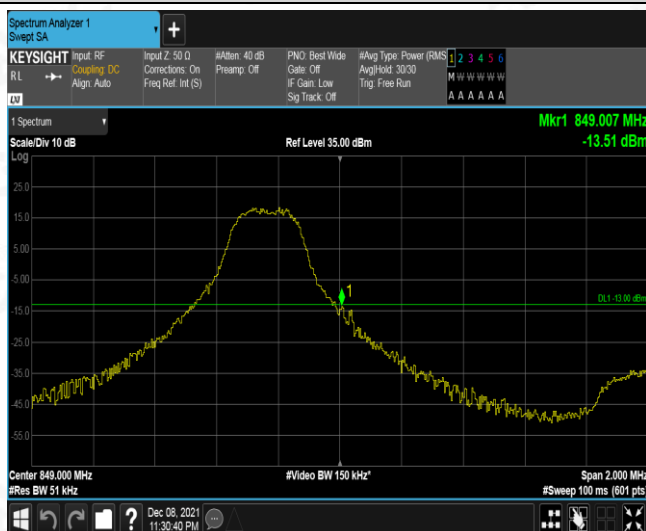 Spectrum Analyzer 1
Swept SA
+
KEYSIGHT
RL
LXI
Input: RF
Coupling: DC
Align: Auto
Input Z: 50 Ω
Corrections: On
Freq Ref: Int (S)
#Atten: 40 dB
Preamp: Off
PNO: Best Wide
Gate: Off
IF Gain: Low
Sig Track: Off
#Avg Type: Power (RMS
Avg|Hold: 30/30
Trig: Free Run
1 2 3 4 5 6
M W W W W W
A A A A A A
1 Spectrum
Scale/Div 10 dB
Ref Level 35.00 dBm
Mkr1 849.007 MHz
-13.51 dBm
Log
25.0
15.0
5.00
-5.00
-15.0
-25.0
-35.0
-45.0
-55.0
1
DL1 -13.00 dBm
Center 849.000 MHz
#Video BW 150 kHz*
Span 2.000 MHz
#Res BW 51 kHz
#Sweep 100 ms (601 pts)
?
Dec 08, 2021
11:30:40 PM